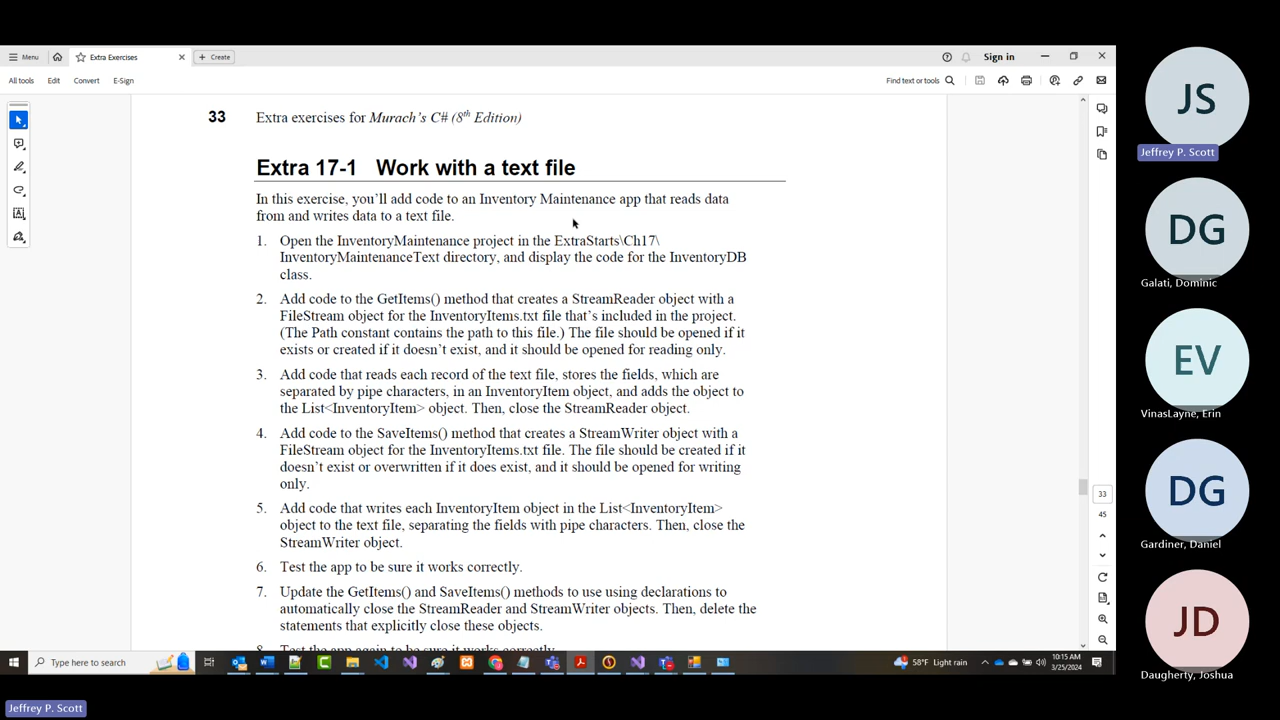 Menu
Extra Exercises
Create
Sign in
All tools
Edit
Convert
E-Sign
Find text or tools
33
Extra exercises for Murach's C# (8th Edition)
Extra 17-1 Work with a text file
In this exercise, you'll add code to an Inventory Maintenance app that reads data
from and writes data to a text file.
1. Open the InventoryMaintenance project in the ExtraStarts\Ch17\
InventoryMaintenanceText directory, and display the code for the InventoryDB
class.
2. Add code to the GetItems() method that creates a StreamReader object with a
FileStream object for the InventoryItems.txt file that's included in the project.
(The Path constant contains the path to this file.) The file should be opened if it
exists or created if it doesn't exist, and it should be opened for reading only.
3. Add code that reads each record of the text file, stores the fields, which are
separated by pipe characters, in an InventoryItem object, and adds the object to
the List<InventoryItem> object. Then, close the StreamReader object.
4. Add code to the SaveItems() method that creates a StreamWriter object with a
FileStream object for the InventoryItems.txt file. The file should be created if it
doesn't exist or overwritten if it does exist, and it should be opened for writing
only.
5. Add code that writes each InventoryItem object in the List<InventoryItem>
object to the text file, separating the fields with pipe characters. Then, close the
StreamWriter object.
6. Test the app to be sure it works correctly.
7. Update the GetItems() and SaveItems() methods to use using declarations to
automatically close the StreamReader and StreamWriter objects. Then, delete the
statements that explicitly close these objects.
8. Test the app again to be sure it works correctly.
33
45
Type here to search
58°F Light rain
10:15 AM
3/25/2024
Jeffrey P. Scott
JS
Jeffrey P. Scott
DG
Galati, Dominic
EV
VinasLayne, Erin
DG
Gardiner, Daniel
JD
Daugherty, Joshua